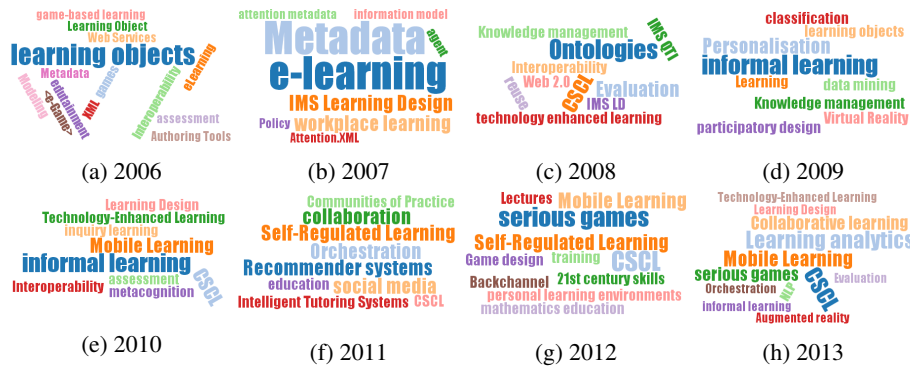 game-based learning
Learning Object
Web Services
learning objects
Metadata
games
eLearning
Modeling
edutainment
<e-Game>
XML
Interoperability
assessment
Authoring Tools
(a) 2006
attention metadata
information model
Metadata
agent
e-learning
IMS Learning Design
Policy
workplace learning
Attention.XML
(b) 2007
Knowledge management
IMS QTI
Ontologies
Interoperability
Web 2.0
CSCL
Evaluation
reuse
IMS LD
technology enhanced learning
(c) 2008
classification
learning objects
Personalisation
informal learning
Learning
data mining
Knowledge management
Virtual Reality
participatory design
(d) 2009
Learning Design
Technology-Enhanced Learning
inquiry learning
Mobile Learning
informal learning
assessment
CSCL
Interoperability
metacognition
(e) 2010
Communities of Practice
collaboration
Self-Regulated Learning
Orchestration
Recommender systems
education
social media
Intelligent Tutoring Systems
CSCL
(f) 2011
Lectures
Mobile Learning
serious games
Self-Regulated Learning
Game design
training
CSCL
Backchannel
21st century skills
personal learning environments
mathematics education
(g) 2012
Technology-Enhanced Learning
Learning Design
Collaborative learning
Learning analytics
Mobile Learning
serious games
CSCL
Evaluation
Orchestration
NLP
informal learning
Augmented reality
(h) 2013